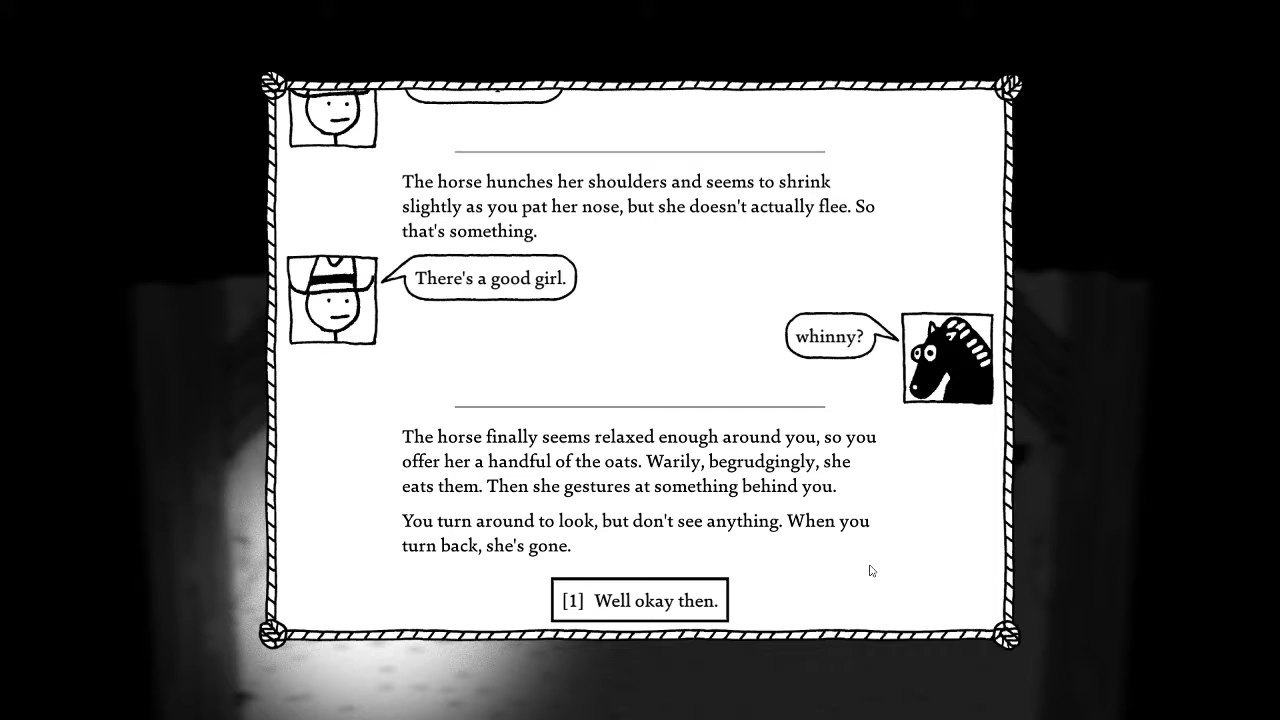 The horse hunches her shoulders and seems to shrink
slightly as you pat her nose, but she doesn't actually flee. So
that's something.
There's a good girl.
whinny?
The horse finally seems relaxed enough around you, so you
offer her a handful of the oats. Warily, begrudgingly, she
eats them. Then she gestures at something behind you.
You turn around to look, but don't see anything. When you
turn back, she's gone.
[1] Well okay then.